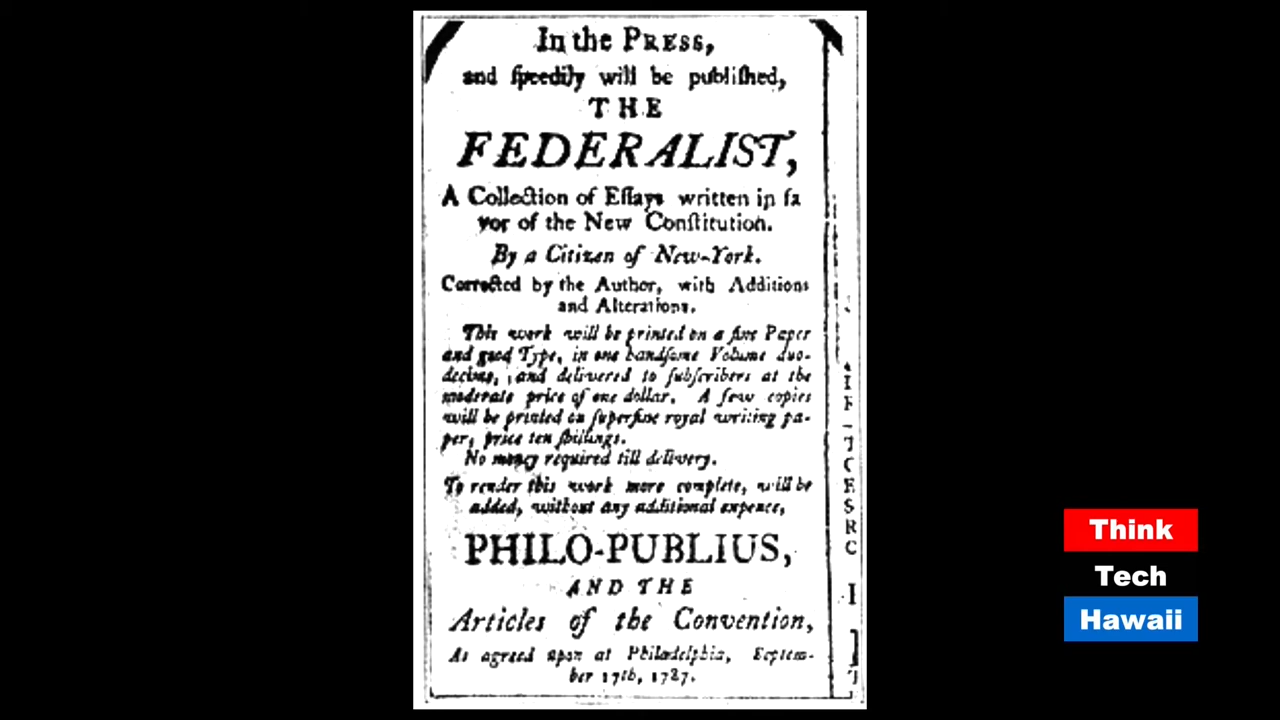 In the PRESS,
and ſpeedily will be publiſhed,
THE
FEDERALIST,
A Collection of Eſſays written in fa
vor of the New Conſtitution.
By a Citizen of New-York.
Corrected by the Author, with Additions
and Alterations.
This work will be printed on a fine Paper
and good Type, in one handſome Volume duo-
decimo, and delivered to ſubſcribers at the
moderate price of one dollar. A few copies
will be printed on ſuperfine royal writing pa-
per, price ten ſhillings.
No money required till delivery.
To render this work more complete, will be
added, without any additional expence,
PHILO-PUBLIUS,
AND THE
Articles of the Convention,
As agreed upon at Philadelphia, Septem-
ber 17th, 1787.
Think
Tech
Hawaii